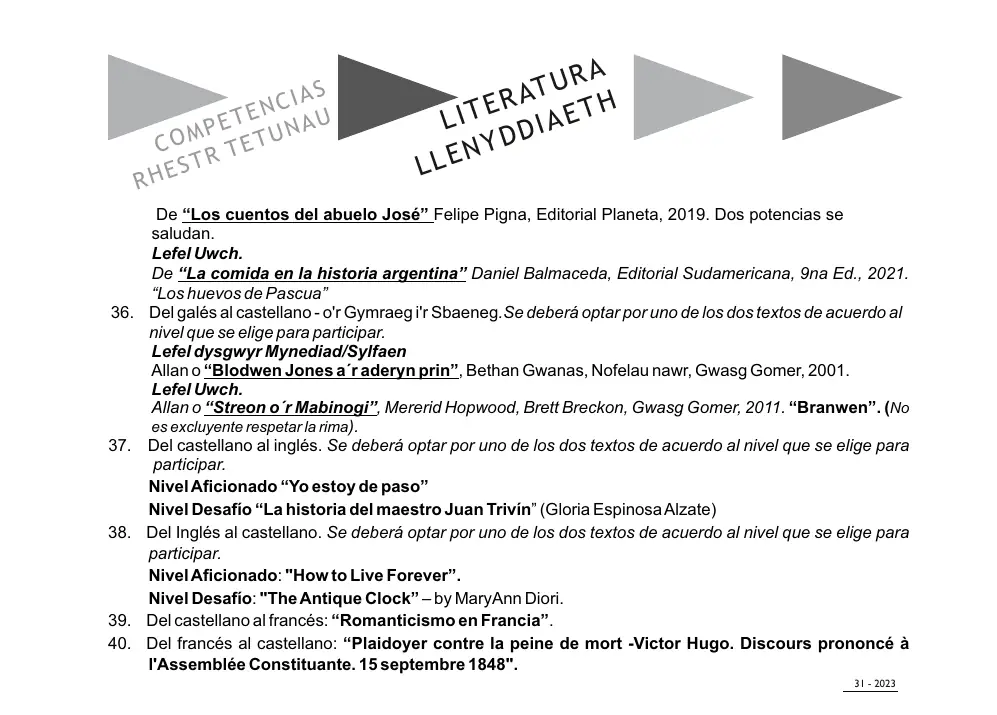 COMPETENCIAS
RHESTR TETUNAU
LITERATURA
LLENYDDIAETH
De “Los cuentos del abuelo José” Felipe Pigna, Editorial Planeta, 2019. Dos potencias se
saludan.
Lefel Uwch.
De “La comida en la historia argentina” Daniel Balmaceda, Editorial Sudamericana, 9na Ed., 2021.
“Los huevos de Pascua”
36. Del galés al castellano - o'r Gymraeg i'r Sbaeneg. Se deberá optar por uno de los dos textos de acuerdo al
nivel que se elige para participar.
Lefel dysgwyr Mynediad/Sylfaen
Allan o “Blodwen Jones a´r aderyn prin”, Bethan Gwanas, Nofelau nawr, Gwasg Gomer, 2001.
Lefel Uwch.
Allan o “Streon o´r Mabinogi”, Mererid Hopwood, Brett Breckon, Gwasg Gomer, 2011. “Branwen”. (No
es excluyente respetar la rima).
37. Del castellano al inglés. Se deberá optar por uno de los dos textos de acuerdo al nivel que se elige para
participar.
Nivel Aficionado “Yo estoy de paso”
Nivel Desafío “La historia del maestro Juan Trivín” (Gloria Espinosa Alzate)
38. Del Inglés al castellano. Se deberá optar por uno de los dos textos de acuerdo al nivel que se elige para
participar.
Nivel Aficionado: "How to Live Forever”.
Nivel Desafío: "The Antique Clock” – by MaryAnn Diori.
39. Del castellano al francés: “Romanticismo en Francia”.
40. Del francés al castellano: “Plaidoyer contre la peine de mort -Victor Hugo. Discours prononcé à
l'Assemblée Constituante. 15 septembre 1848".
31 - 2023